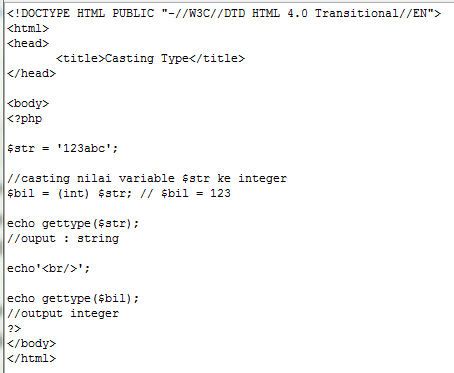 <!DOCTYPE HTML PUBLIC "-//W3C//DTD HTML 4.0 Transitional//EN">
<html>
<head>
<title>Casting Type</title>
</head>
<body>
<?php
$str = '123abc';
//casting nilai variable $str ke integer
$bil = (int) $str; // $bil = 123
echo gettype($str);
//ouput : string
echo'<br/>';
echo gettype($bil);
//output integer
?>
</body>
</html>